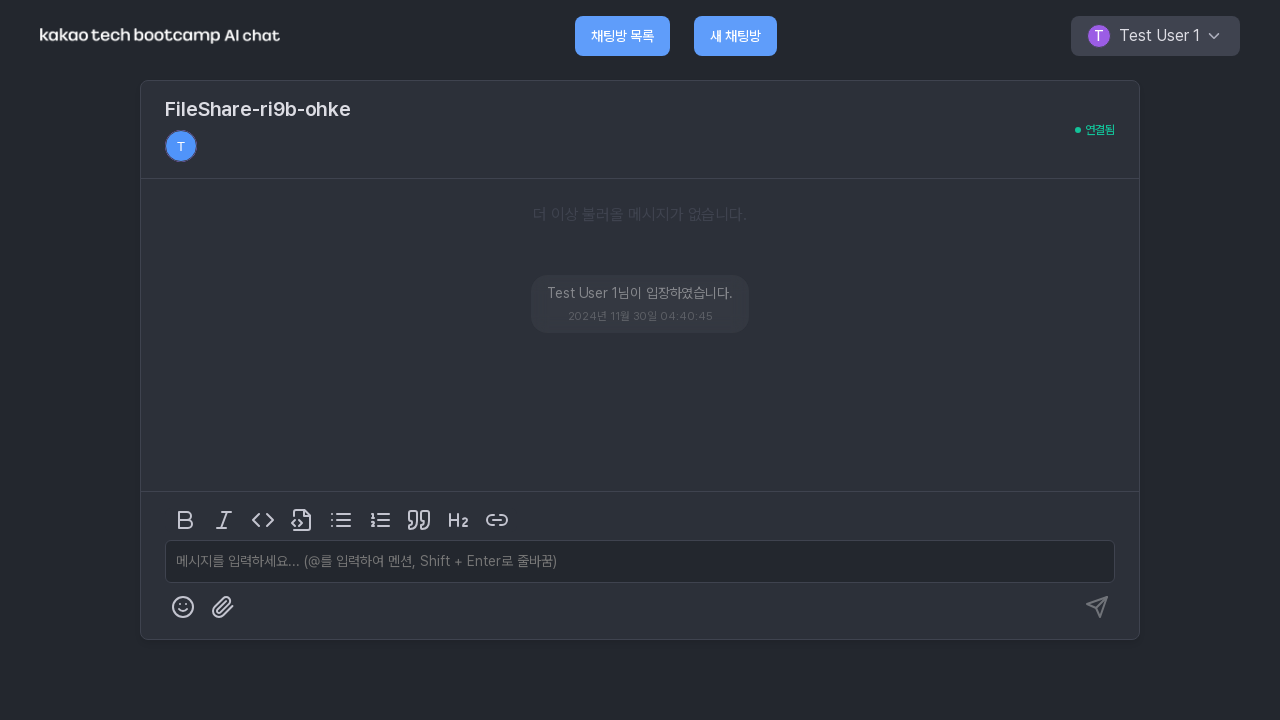 kakao tech bootcamp AI chat
채팅방 목록
새 채팅방
T
Test User 1
FileShare-ri9b-ohke
T
연결됨
더 이상 불러올 메시지가 없습니다.
Test User 1님이 입장하였습니다.
2024년 11월 30일 04:40:45
메시지를 입력하세요... (@를 입력하여 멘션, Shift + Enter로 줄바꿈)